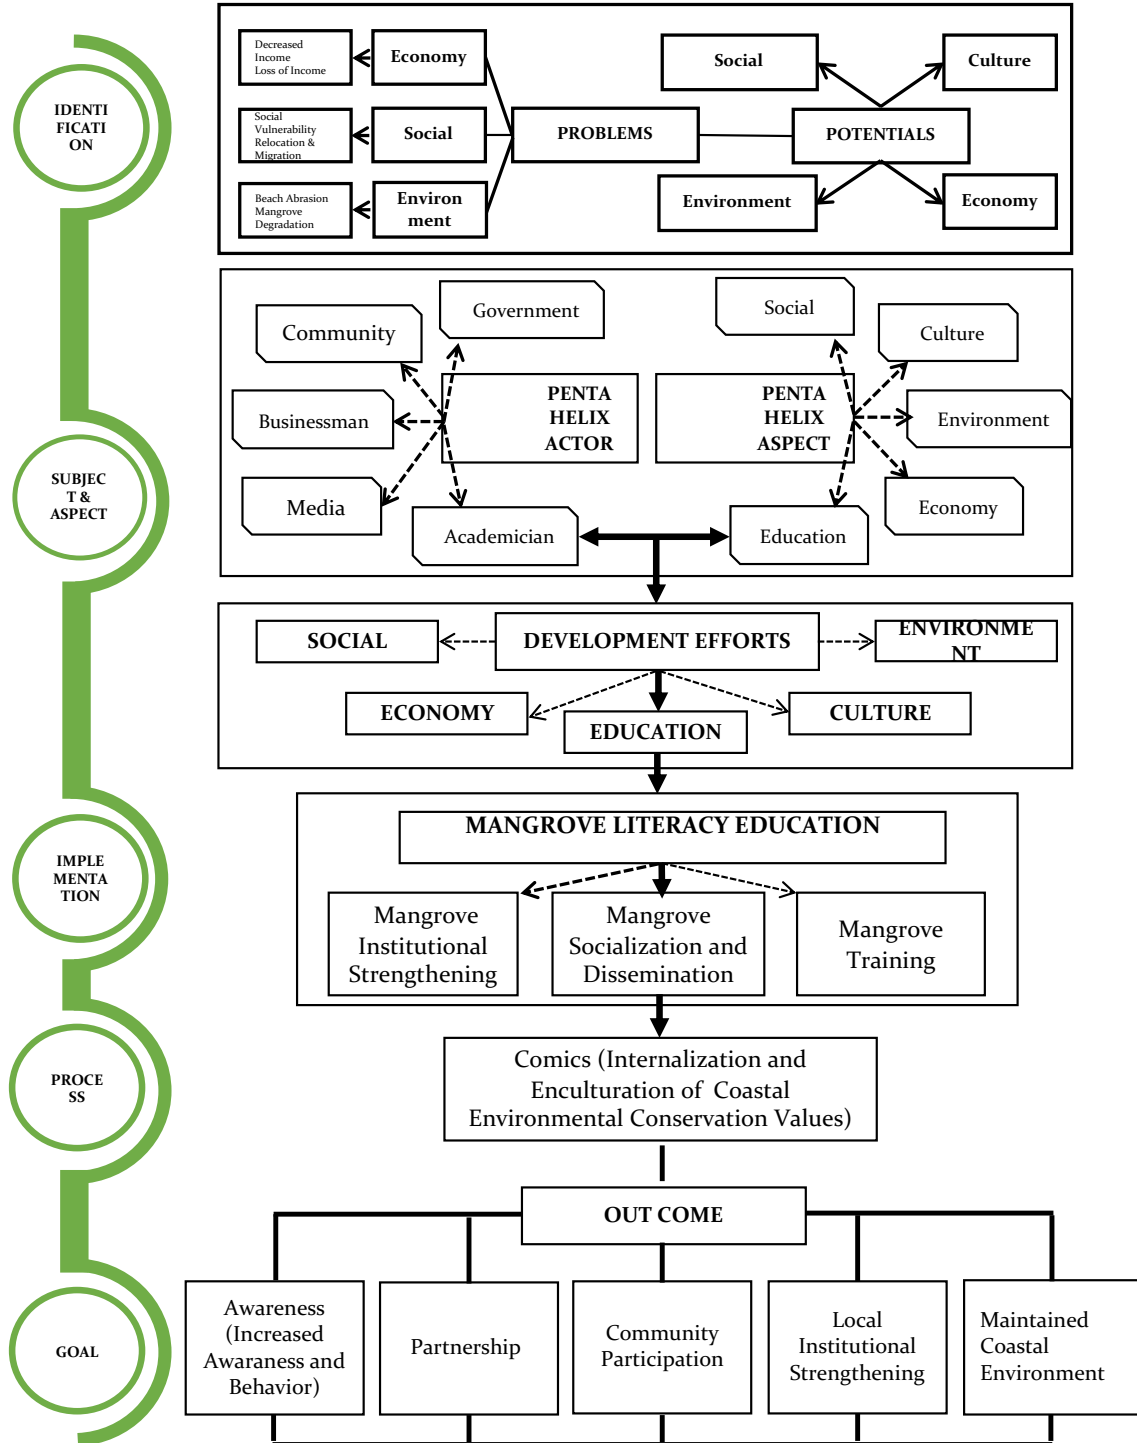 IDENTI
FICATI
ON
Decreased
Income
Loss of Income
Economy
Social
Vulnerability
Relocation &
Migration
Social
Beach Abrasion
Mangrove
Degradation
Environ
ment
PROBLEMS
Social
Culture
POTENTIALS
Environment
Economy
SUBJEC
T &
ASPECT
Government
Community
Businessman
Media
Academician
PENTA
HELIX
ACTOR
PENTA
HELIX
ASPECT
Social
Culture
Environment
Economy
Education
SOCIAL
DEVELOPMENT EFFORTS
ENVIRONME
NT
ECONOMY
EDUCATION
CULTURE
IMPLE
MENTA
TION
MANGROVE LITERACY EDUCATION
Mangrove
Institutional
Strengthening
Mangrove
Socialization and
Dissemination
Mangrove
Training
PROCE
SS
Comics (Internalization and
Enculturation of Coastal
Environmental Conservation Values)
OUT COME
GOAL
Awareness
(Increased
Awaraness and
Behavior)
Partnership
Community
Participation
Local
Institutional
Strengthening
Maintained
Coastal
Environment